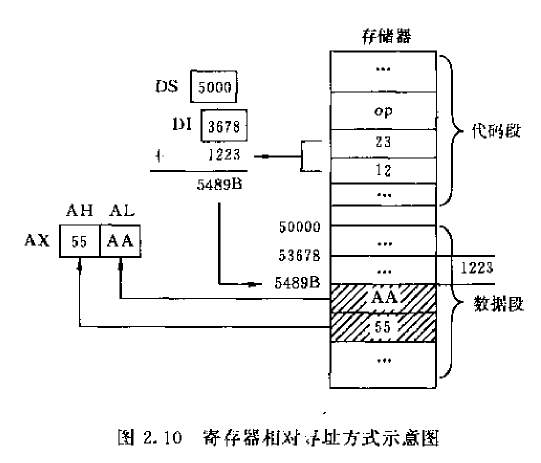 存储器
...
DS 5000
op
DI 3678
代码段
23
+ 1223
12
5489B
...
AH AL
50000
AX 55 AA
...
53678
...
1223
5489B
AA
数据段
55
...
图 2.10 寄存器相对寻址方式示意图